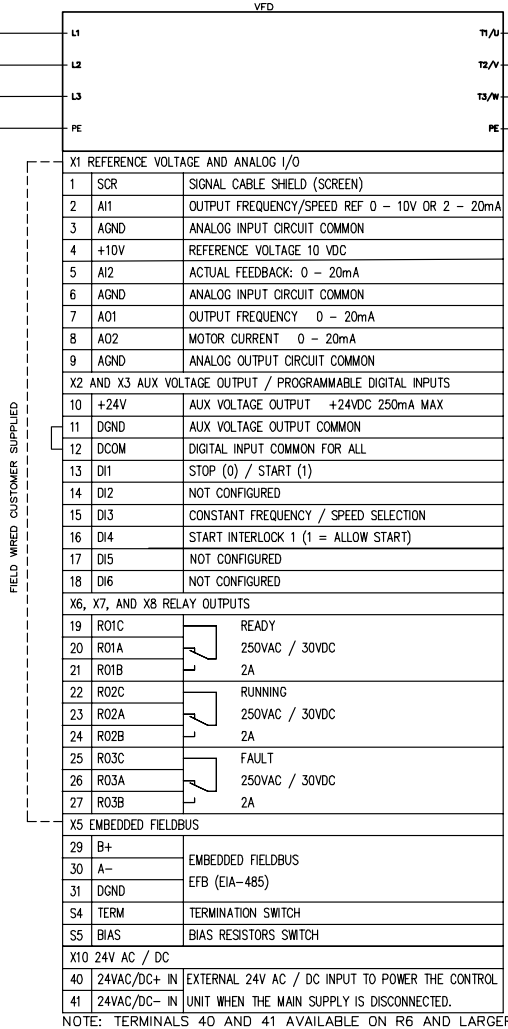 VFD
L1 T1/U
L2 T2/V
L3 T3/W
PE PE
X1 REFERENCE VOLTAGE AND ANALOG I/O
1 SCR SIGNAL CABLE SHIELD (SCREEN)
2 AI1 OUTPUT FREQUENCY/SPEED REF 0 – 10V OR 2 – 20mA
3 AGND ANALOG INPUT CIRCUIT COMMON
4 +10V REFERENCE VOLTAGE 10 VDC
5 AI2 ACTUAL FEEDBACK: 0 – 20mA
6 AGND ANALOG INPUT CIRCUIT COMMON
7 AO1 OUTPUT FREQUENCY 0 – 20mA
8 AO2 MOTOR CURRENT 0 – 20mA
9 AGND ANALOG OUTPUT CIRCUIT COMMON
X2 AND X3 AUX VOLTAGE OUTPUT / PROGRAMMABLE DIGITAL INPUTS
10 +24V AUX VOLTAGE OUTPUT +24VDC 250mA MAX
11 DGND AUX VOLTAGE OUTPUT COMMON
12 DCOM DIGITAL INPUT COMMON FOR ALL
13 DI1 STOP (0) / START (1)
14 DI2 NOT CONFIGURED
15 DI3 CONSTANT FREQUENCY / SPEED SELECTION
16 DI4 START INTERLOCK 1 (1 = ALLOW START)
17 DI5 NOT CONFIGURED
18 DI6 NOT CONFIGURED
X6, X7, AND X8 RELAY OUTPUTS
19 RO1C READY
20 RO1A 250VAC / 30VDC
21 RO1B 2A
22 RO2C RUNNING
23 RO2A 250VAC / 30VDC
24 RO2B 2A
25 RO3C FAULT
26 RO3A 250VAC / 30VDC
27 RO3B 2A
FIELD WIRED CUSTOMER SUPPLIED
X5 EMBEDDED FIELDBUS
29 B+
30 A–
31 DGND
EMBEDDED FIELDBUS
EFB (EIA–485)
S4 TERM TERMINATION SWITCH
S5 BIAS BIAS RESISTORS SWITCH
X10 24V AC / DC
40 24VAC/DC+ IN EXTERNAL 24V AC / DC INPUT TO POWER THE CONTROL
41 24VAC/DC– IN UNIT WHEN THE MAIN SUPPLY IS DISCONNECTED.
NOTE: TERMINALS 40 AND 41 AVAILABLE ON R6 AND LARGER